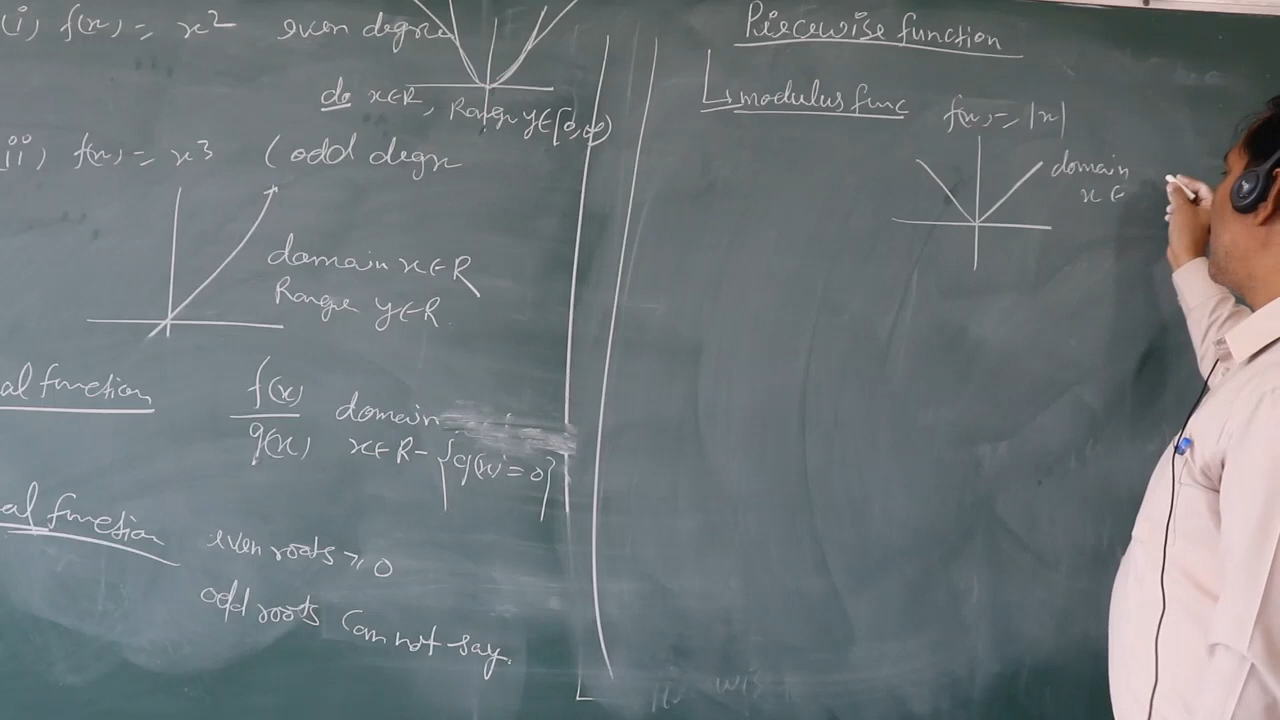 (i) f(x) = x² even degree
do x∈R, Range y∈[0,∞)
(ii) f(x) = x³ (odd degre
domain x∈R
Range y∈R
al function
f(x)
g(x)
domain
x∈R-{g(x)=0}
al function
even roots ≥ 0
odd roots can not say.
Piecewise function
modulus func
f(x) = |x|
domain
x∈